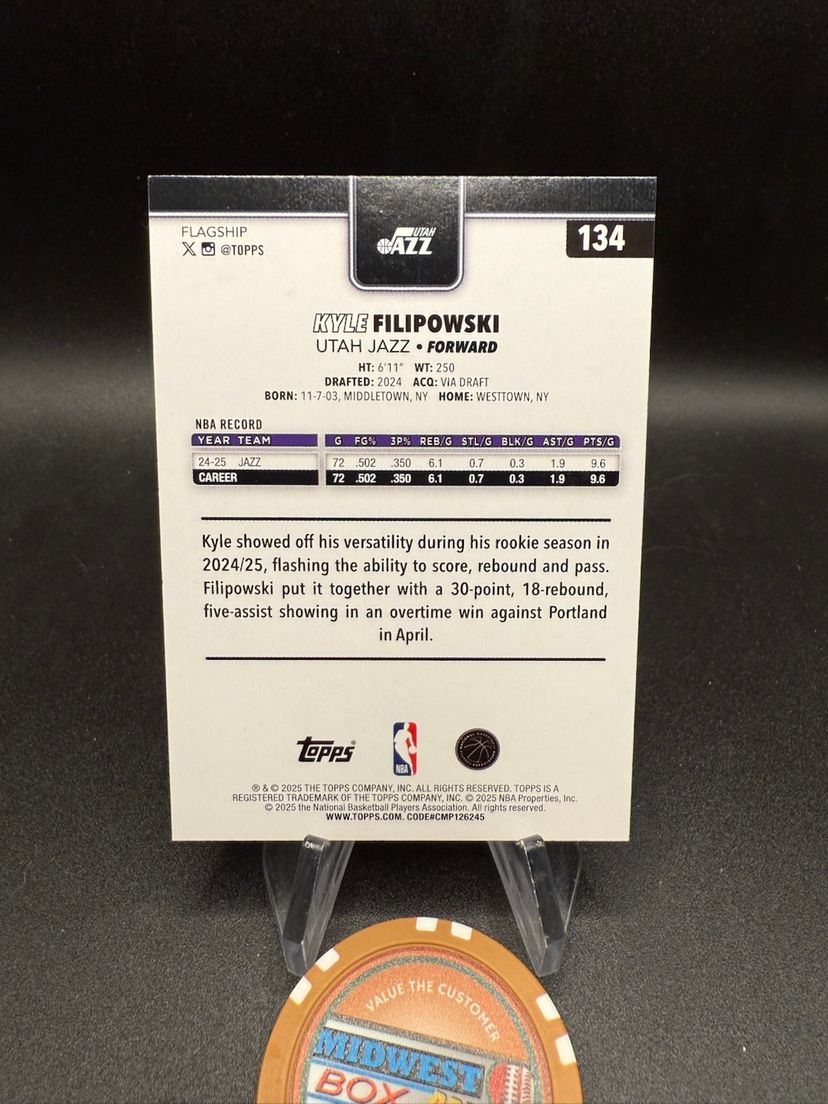 FLAGSHIP
@TOPPS
UTAH
JAZZ
134
KYLE FILIPOWSKI
UTAH JAZZ • FORWARD
HT: 6'11" WT: 250
DRAFTED: 2024 ACQ: VIA DRAFT
BORN: 11-7-03, MIDDLETOWN, NY HOME: WESTTOWN, NY
NBA RECORD
YEAR TEAM G FG% 3P% REB/G STL/G BLK/G AST/G PTS/G
24-25 JAZZ 72 .502 .350 6.1 0.7 0.3 1.9 9.6
CAREER 72 .502 .350 6.1 0.7 0.3 1.9 9.6
Kyle showed off his versatility during his rookie season in
2024/25, flashing the ability to score, rebound and pass.
Filipowski put it together with a 30-point, 18-rebound,
five-assist showing in an overtime win against Portland
in April.
Topps®
NBA
® & © 2025 THE TOPPS COMPANY, INC. ALL RIGHTS RESERVED. TOPPS IS A
REGISTERED TRADEMARK OF THE TOPPS COMPANY, INC. © 2025 NBA Properties, Inc.
© 2025 the National Basketball Players Association. All rights reserved.
WWW.TOPPS.COM. CODE#CMP126245
VALUE THE CUSTOMER
MIDWEST
BOX